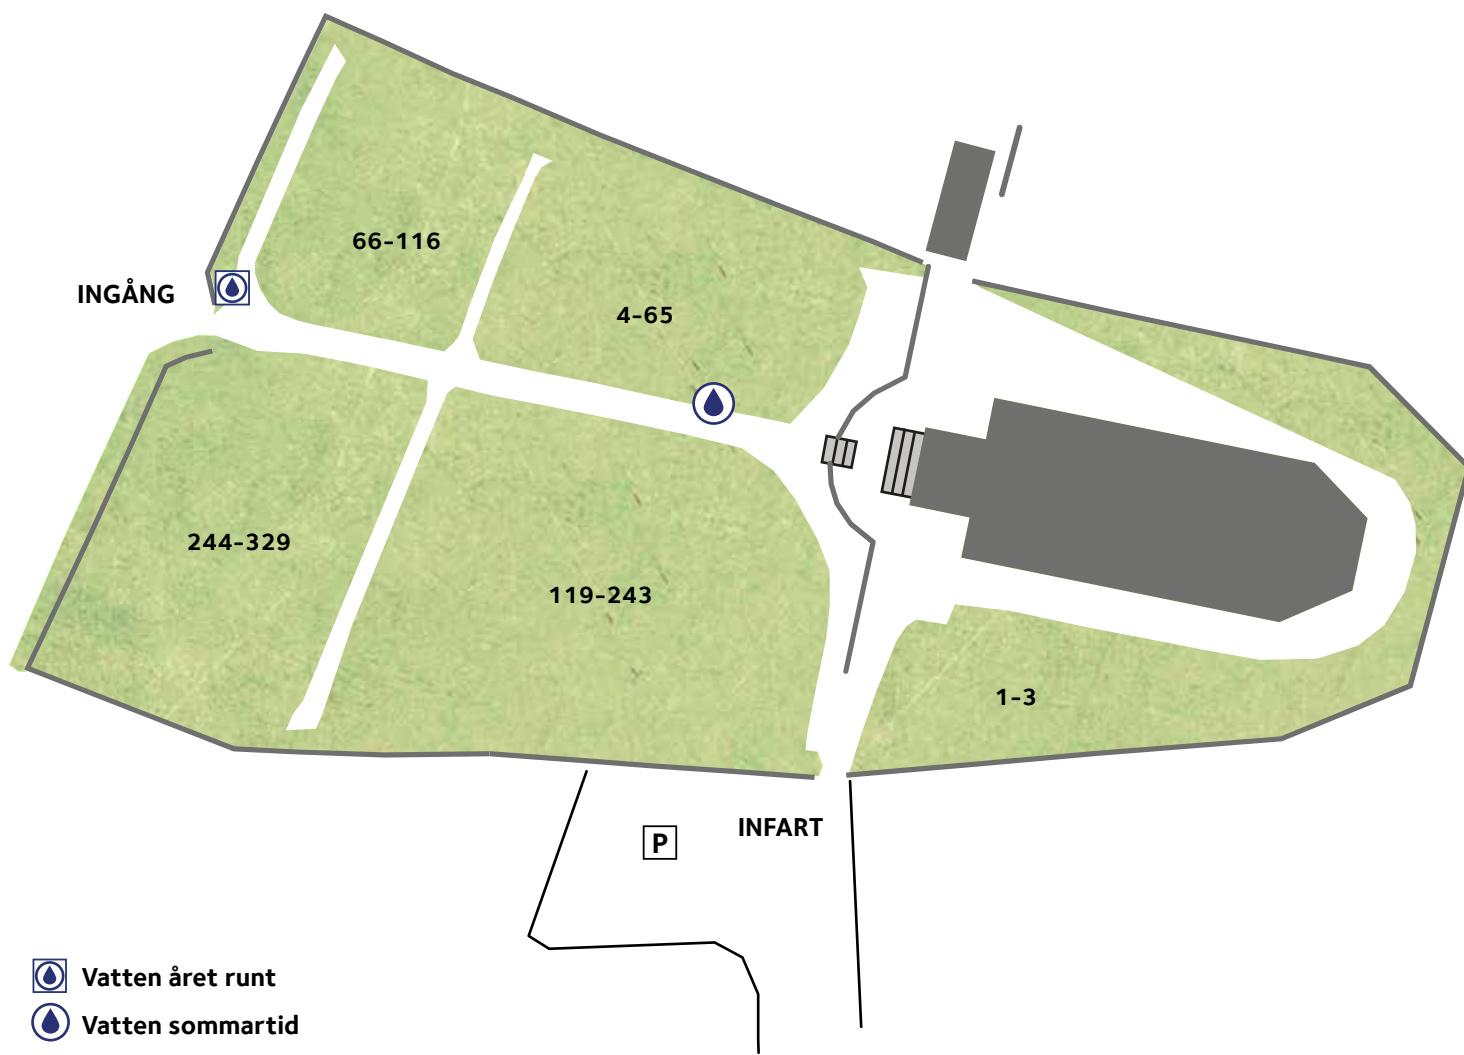 66-116
INGÅNG
4-65
244-329
119-243
1-3
INFART
P
Vatten året runt
Vatten sommartid